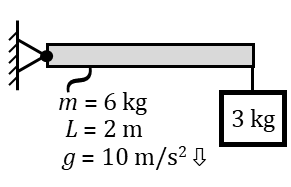 m = 6 kg
L = 2 m
g = 10 m/s² ⇩
3 kg